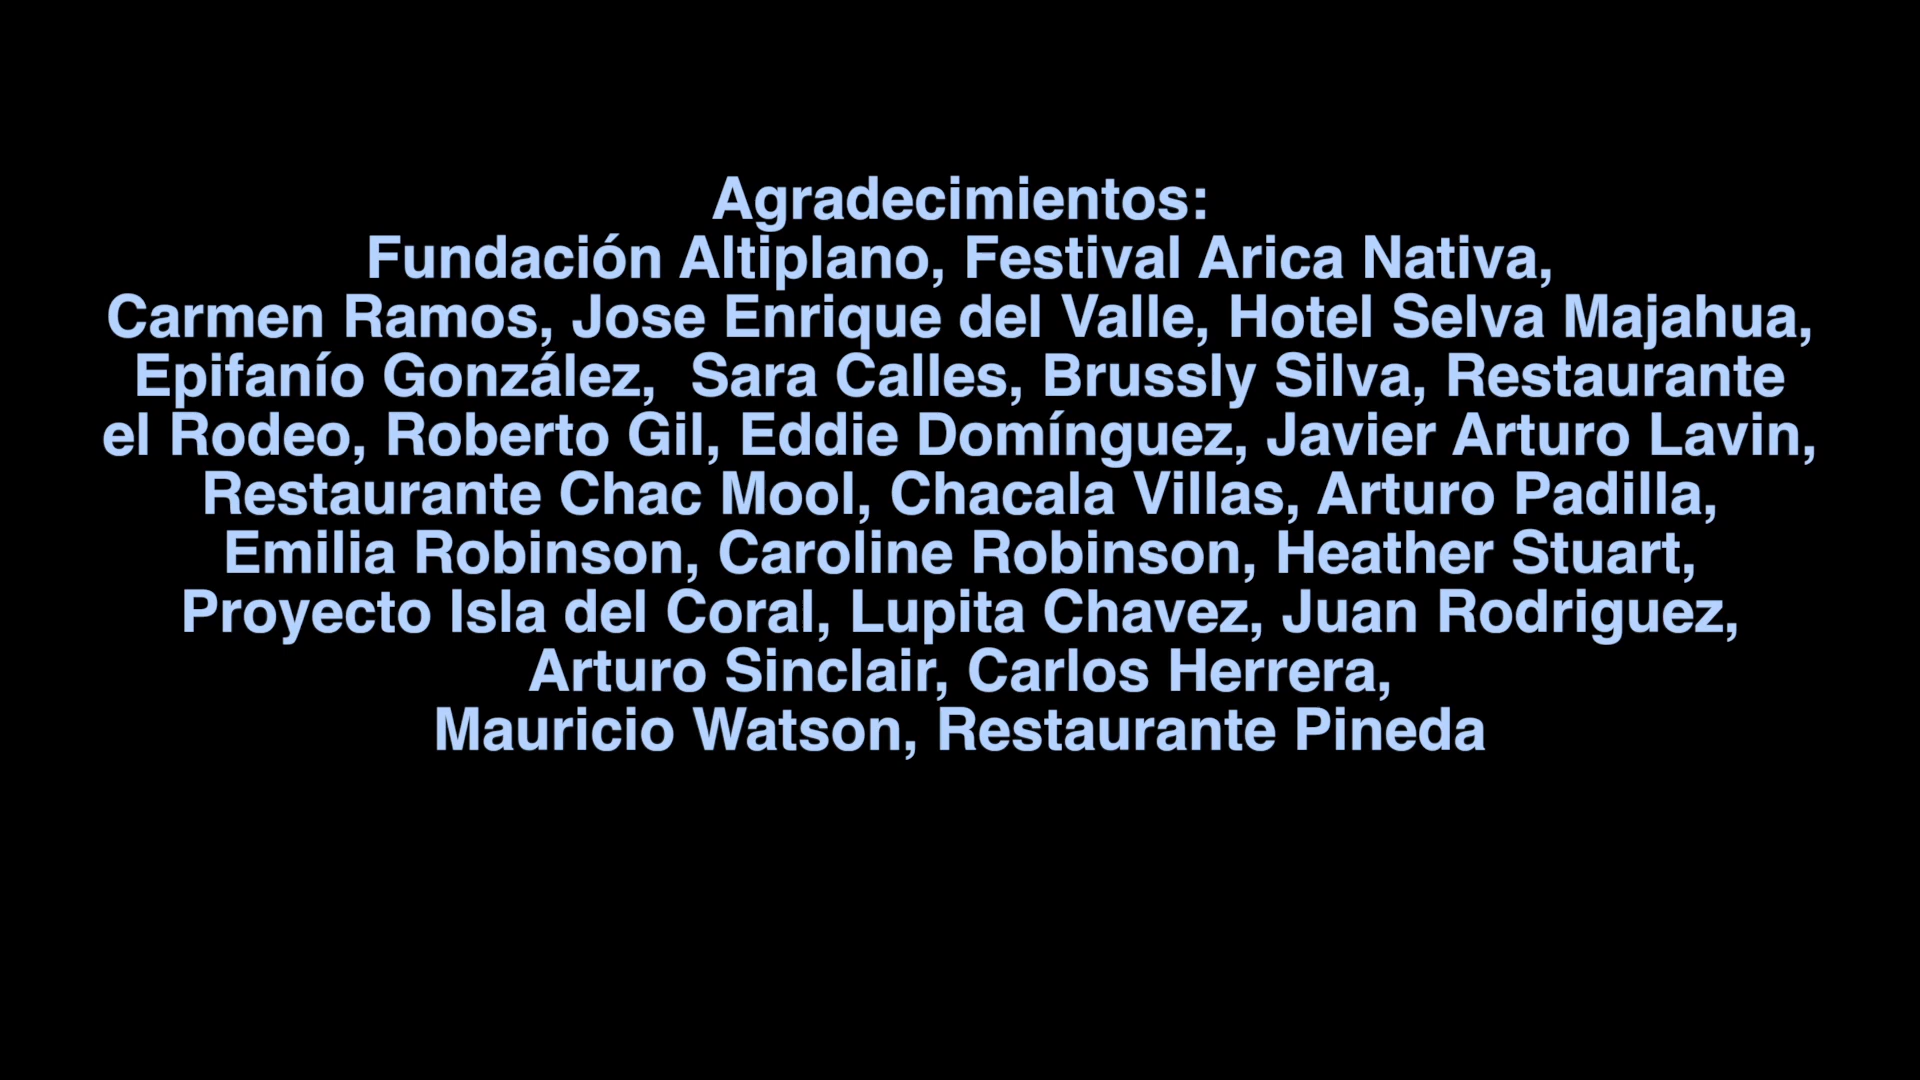 Agradecimientos:
Fundación Altiplano, Festival Arica Nativa,
Carmen Ramos, Jose Enrique del Valle, Hotel Selva Majahua,
Epifanío González,  Sara Calles, Brussly Silva, Restaurante
el Rodeo, Roberto Gil, Eddie Domínguez, Javier Arturo Lavin,
Restaurante Chac Mool, Chacala Villas, Arturo Padilla,
Emilia Robinson, Caroline Robinson, Heather Stuart,
Proyecto Isla del Coral, Lupita Chavez, Juan Rodriguez,
Arturo Sinclair, Carlos Herrera,
Mauricio Watson, Restaurante Pineda